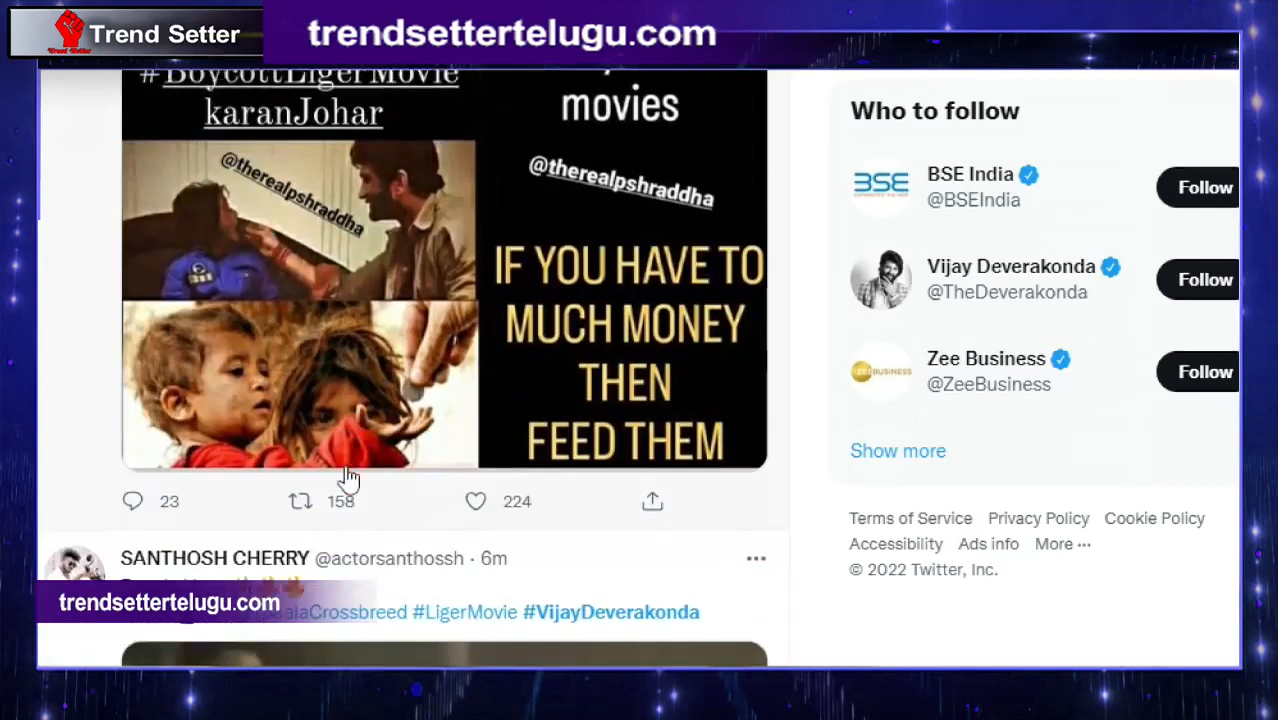 Trend Setter
trendsettertelugu.com
#BoycottLigerMovie
karanJohar
@therealpshraddha
movies
@therealpshraddha
IF YOU HAVE TO
MUCH MONEY
THEN
FEED THEM
23
158
224
SANTHOSH CHERRY @actorsanthossh · 6m
#LigerMovie #VijayDeverakonda
trendsettertelugu.com
Who to follow
BSE
BSE India
@BSEIndia
Follow
Vijay Deverakonda
@TheDeverakonda
Follow
ZEE BUSINESS
Zee Business
@ZeeBusiness
Follow
Show more
Terms of Service Privacy Policy Cookie Policy
Accessibility Ads info More ···
© 2022 Twitter, Inc.